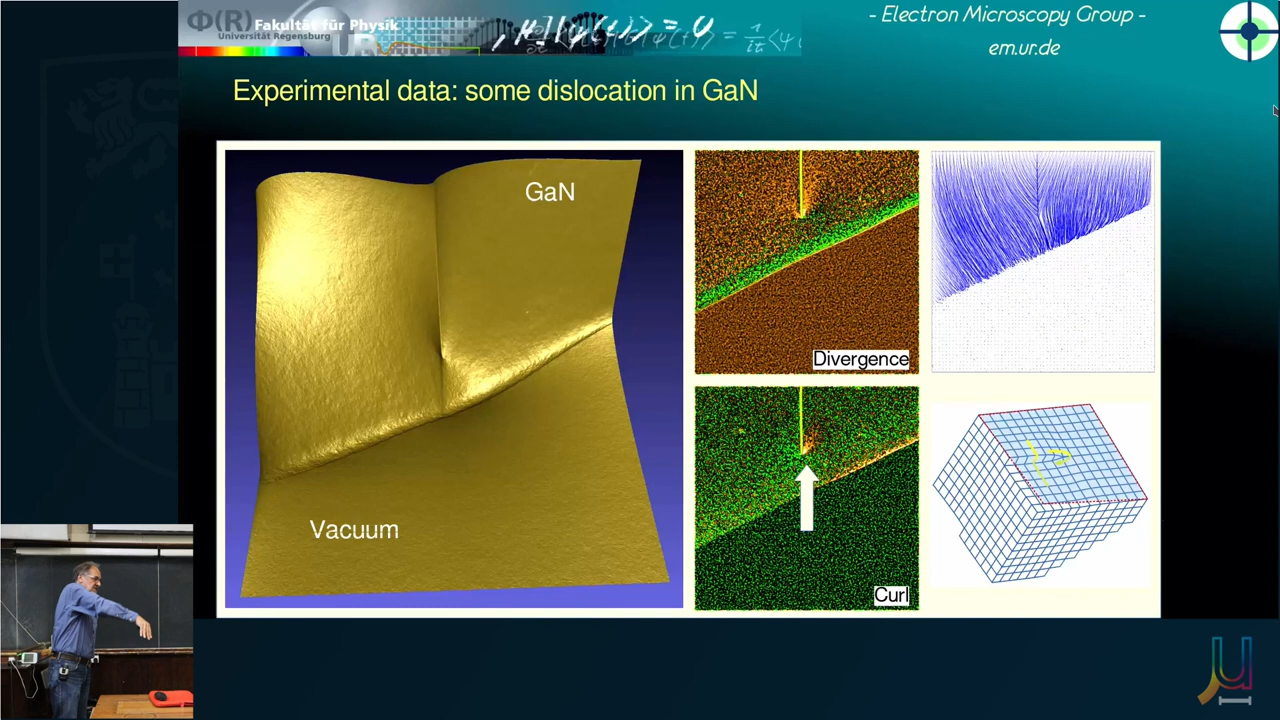 Φ(R) Fakultät für Physik
Universität Regensburg
UR
- Electron Microscopy Group -
em.ur.de
Experimental data: some dislocation in GaN
GaN
Vacuum
Divergence
Curl